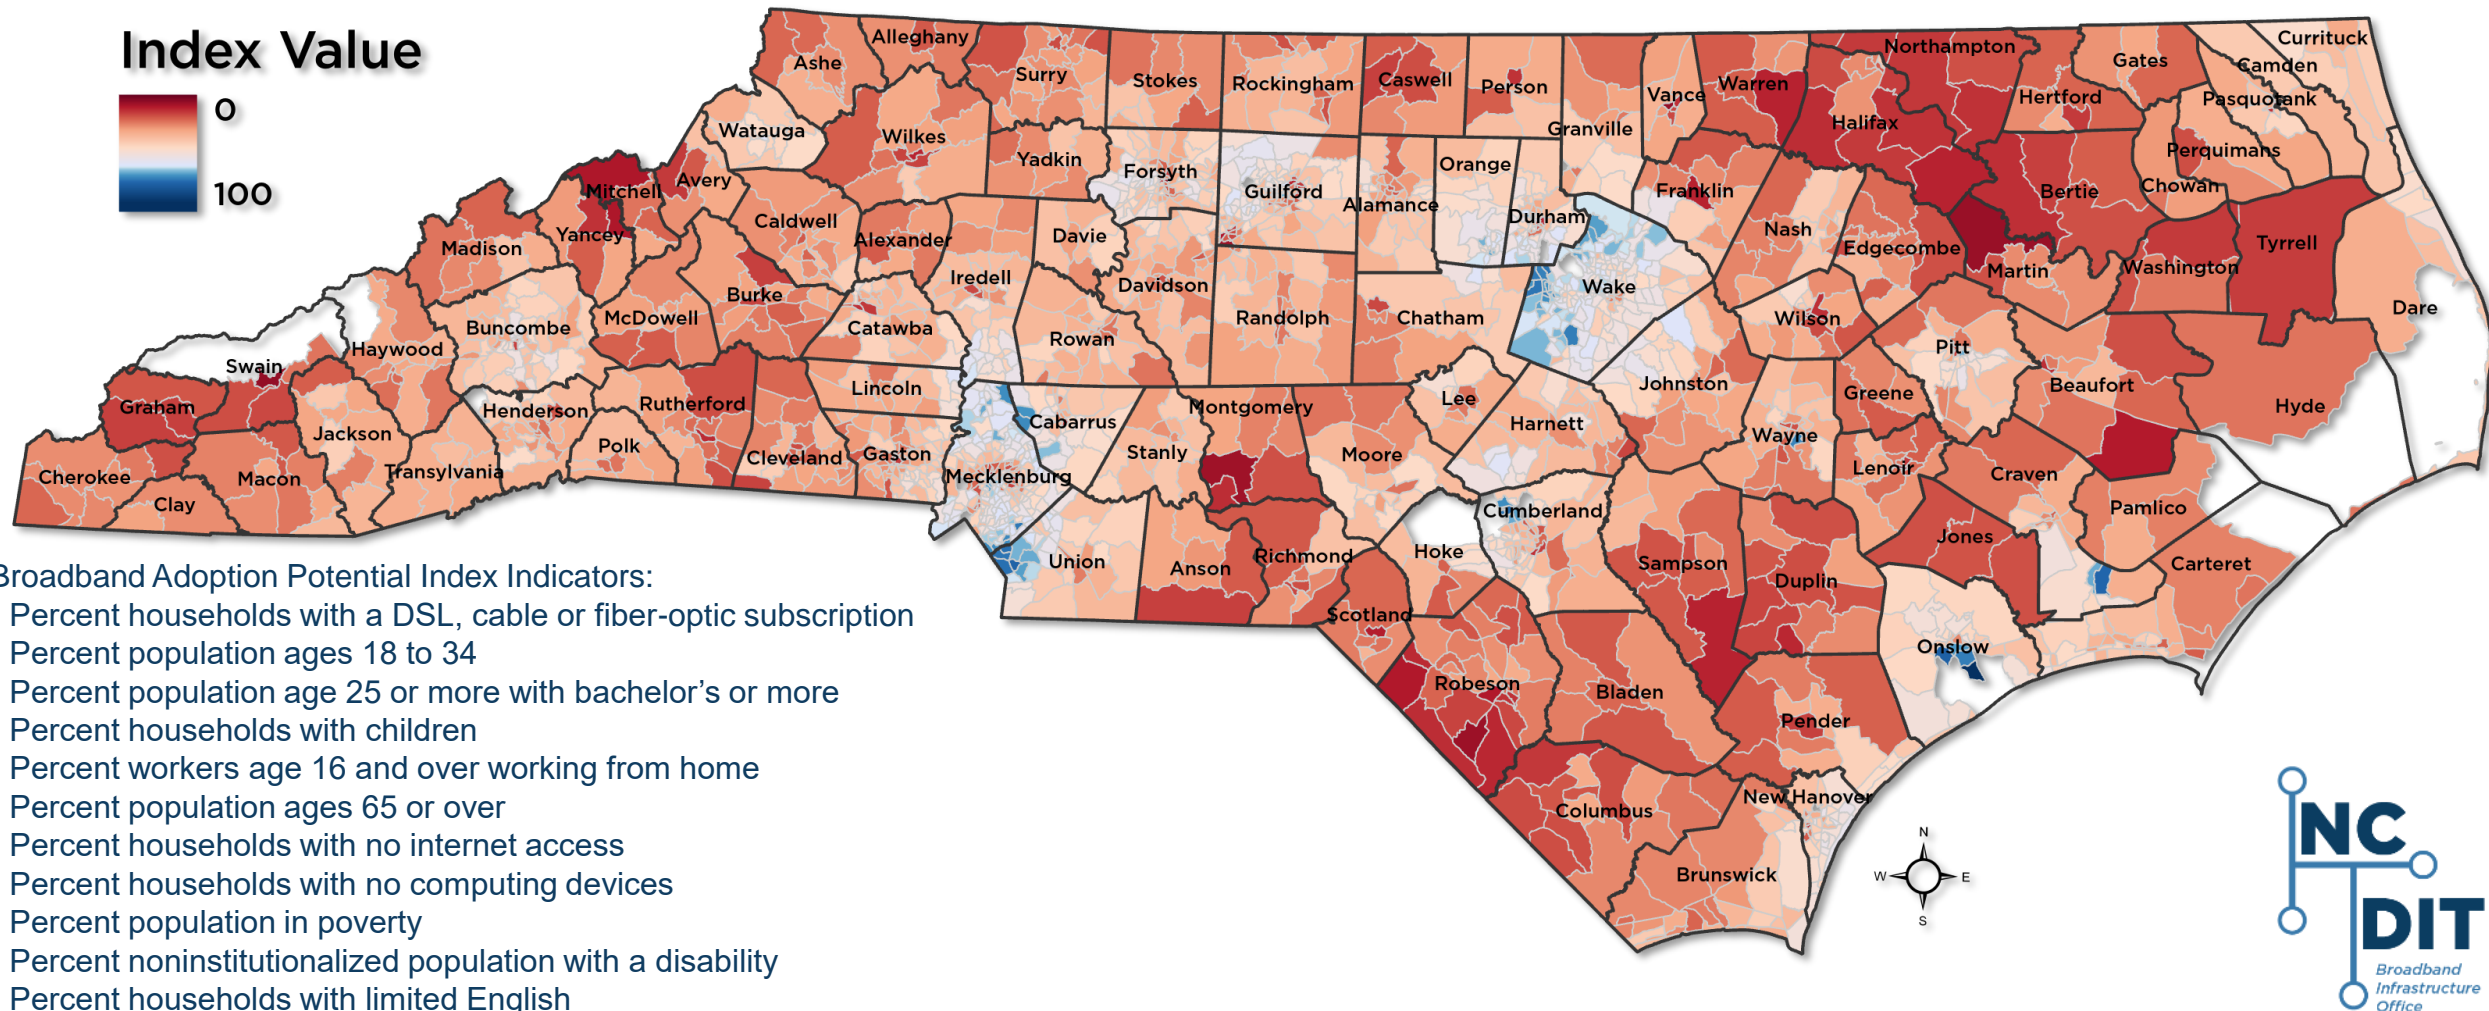 Index Value
0
100
Alleghany
Ashe
Surry
Stokes
Rockingham
Caswell
Person
Vance
Warren
Northampton
Gates
Currituck
Camden
Pasquotank
Hertford
Halifax
Granville
Watauga
Wilkes
Yadkin
Forsyth
Guilford
Alamance
Orange
Durham
Franklin
Perquimans
Chowan
Bertie
Mitchell
Avery
Caldwell
Alexander
Davie
Iredell
Davidson
Nash
Edgecombe
Martin
Washington
Tyrrell
Dare
Madison
Yancey
Burke
McDowell
Buncombe
Catawba
Rowan
Randolph
Chatham
Wake
Wilson
Pitt
Beaufort
Hyde
Haywood
Swain
Graham
Jackson
Henderson
Rutherford
Lincoln
Polk
Cleveland
Gaston
Mecklenburg
Cabarrus
Stanly
Montgomery
Moore
Lee
Harnett
Johnston
Wayne
Greene
Lenoir
Craven
Pamlico
Cherokee
Clay
Macon
Transylvania
Union
Anson
Richmond
Hoke
Cumberland
Sampson
Duplin
Jones
Carteret
Onslow
Scotland
Robeson
Bladen
Pender
Columbus
New Hanover
Brunswick
N
W
E
S
Broadband Adoption Potential Index Indicators:
Percent households with a DSL, cable or fiber-optic subscription
Percent population ages 18 to 34
Percent population age 25 or more with bachelor's or more
Percent households with children
Percent workers age 16 and over working from home
Percent population ages 65 or over
Percent households with no internet access
Percent households with no computing devices
Percent population in poverty
Percent noninstitutionalized population with a disability
Percent households with limited English
NC
DIT
Broadband
Infrastructure
Office